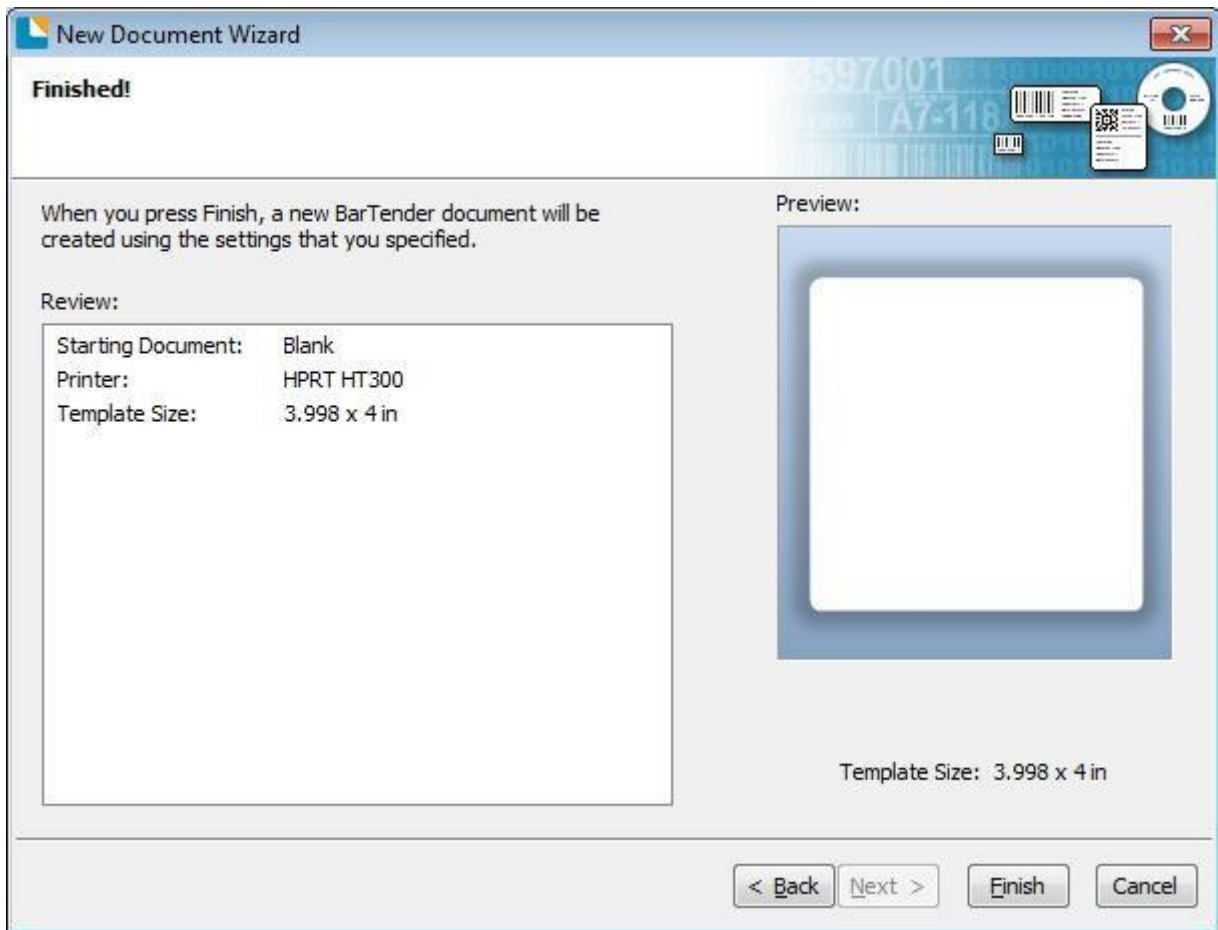 New Document Wizard
Finished!
3597001
A7-118
When you press Finish, a new BarTender document will be
created using the settings that you specified.
Preview:
Review:
Starting Document: Blank
Printer: HPRT HT300
Template Size: 3.998 x 4 in
Template Size: 3.998 x 4 in
< Back Next > Finish Cancel